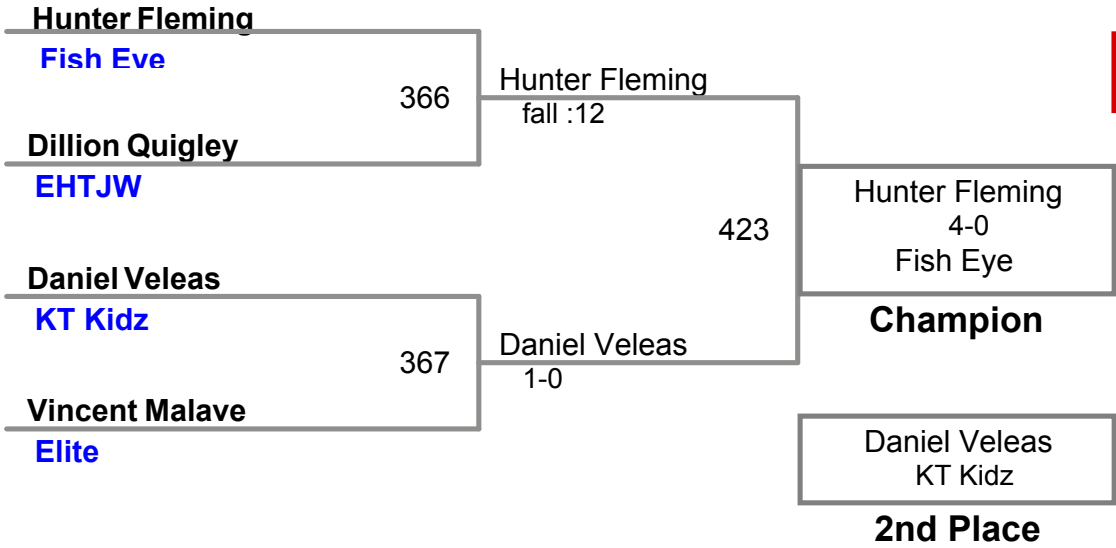 Hunter Fleming
Fish Eye
366
Hunter Fleming
fall :12
Dillion Quigley
EHTJW
423
Hunter Fleming
4-0
Fish Eye
Champion
Daniel Veleas
KT Kidz
367
Daniel Veleas
1-0
Vincent Malave
Elite
Daniel Veleas
KT Kidz
2nd Place